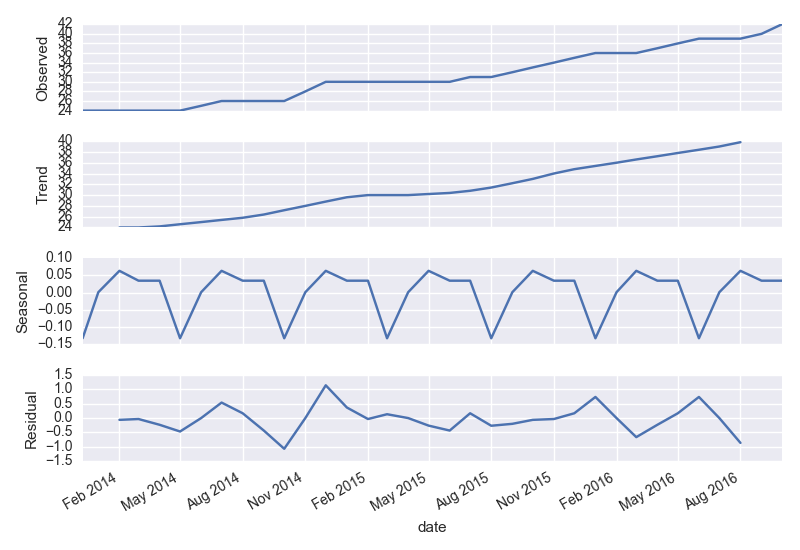 Observed
42
40
38
36
34
32
30
28
26
24
Trend
40
38
36
34
32
30
28
26
24
Seasonal
0.10
0.05
0.00
−0.05
−0.10
−0.15
Residual
1.5
1.0
0.5
0.0
−0.5
−1.0
−1.5
Feb 2014
May 2014
Aug 2014
Nov 2014
Feb 2015
May 2015
Aug 2015
Nov 2015
Feb 2016
May 2016
Aug 2016
date